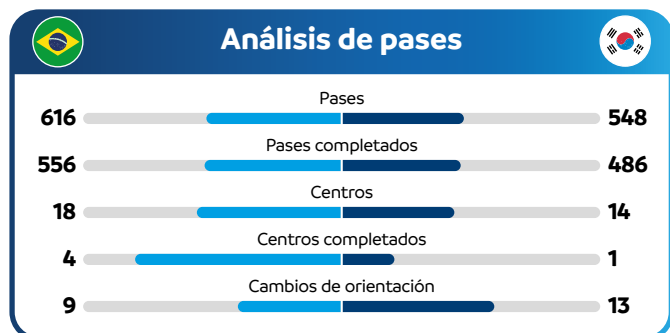 Análisis de pases
Pases
616 548
Pases completados
556 486
Centros
18 14
Centros completados
4 1
Cambios de orientación
9 13